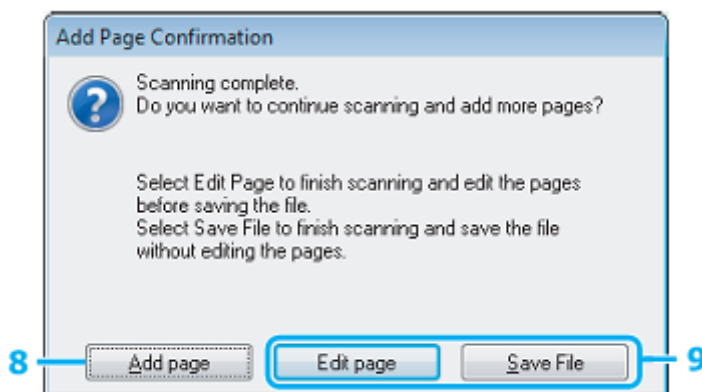 Add Page Confirmation
Scanning complete.
Do you want to continue scanning and add more pages?
Select Edit Page to finish scanning and edit the pages
before saving the file.
Select Save File to finish scanning and save the file
without editing the pages.
8 Add page Edit page Save File 9